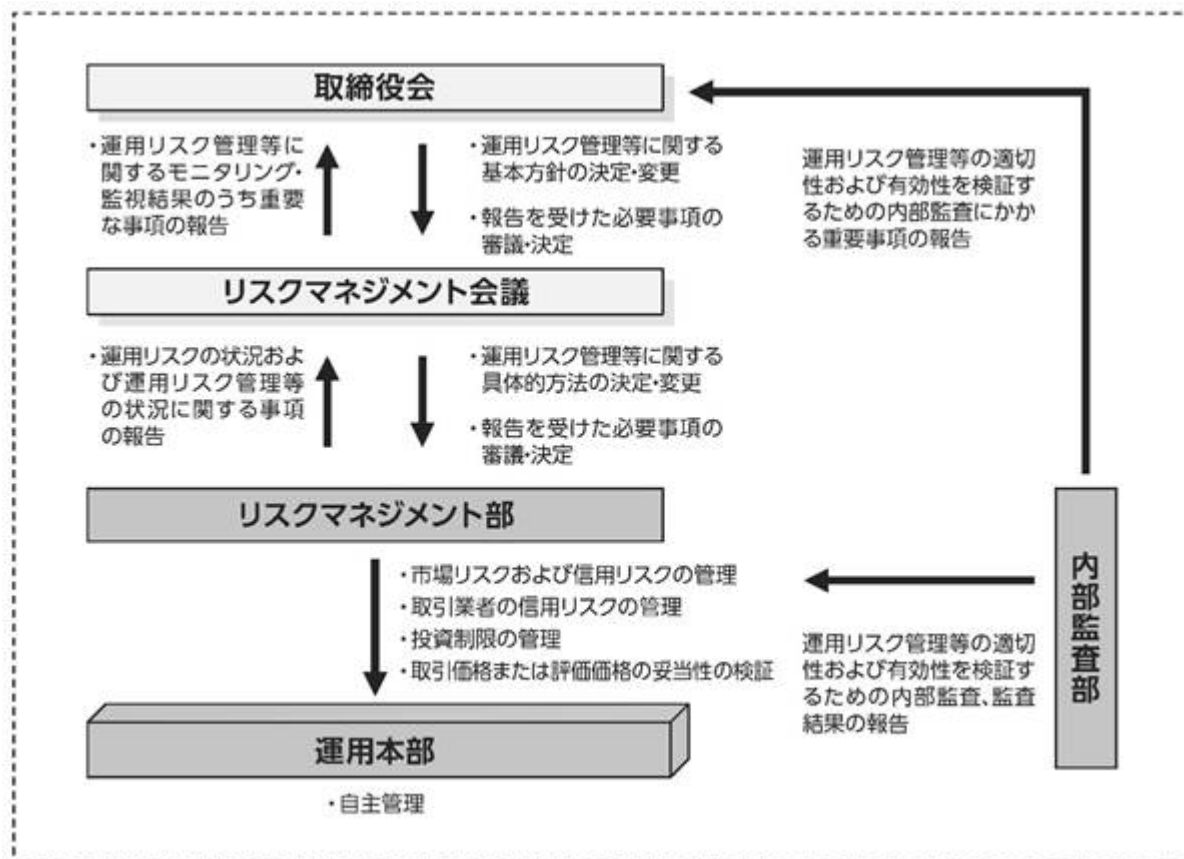 取締役会
・運用リスク管理等に
関するモニタリング・
監視結果のうち重要
な事項の報告
・運用リスク管理等に関する
基本方針の決定・変更
・報告を受けた必要事項の
審議・決定
運用リスク管理等の適切
性および有効性を検証す
るための内部監査にかか
る重要事項の報告
リスクマネジメント会議
・運用リスクの状況およ
び運用リスク管理等
の状況に関する事項
の報告
・運用リスク管理等に関する
具体的方法の決定・変更
・報告を受けた必要事項の
審議・決定
リスクマネジメント部
・市場リスクおよび信用リスクの管理
・取引業者の信用リスクの管理
・投資制限の管理
・取引価格または評価価格の妥当性の検証
運用リスク管理等の適切
性および有効性を検証す
るための内部監査、監査
結果の報告
内部監査部
運用本部
・自主管理